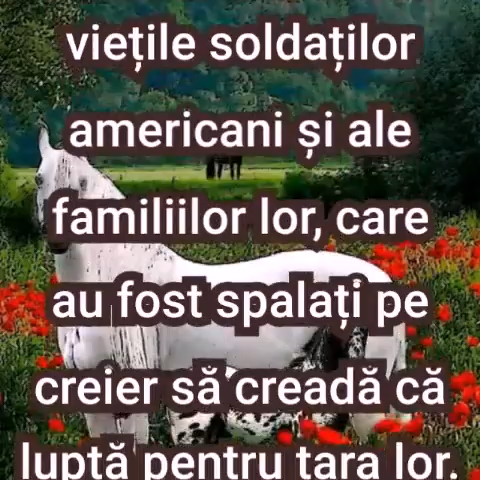 viețile soldaților
americani și ale
familiilor lor, care
au fost spalați pe
creier să creadă că
luptă pentru țara lor.